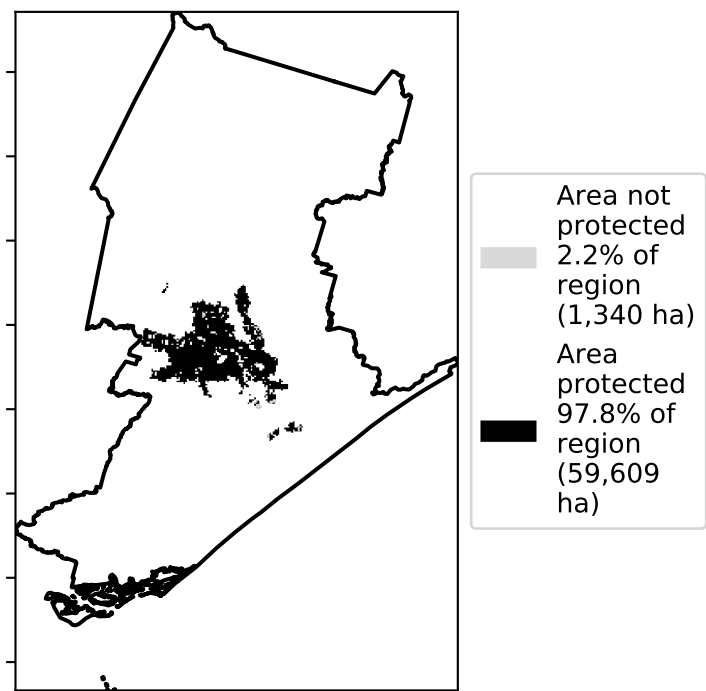 Area not
protected
2.2% of
region
(1,340 ha)
Area
protected
97.8% of
region
(59,609
ha)